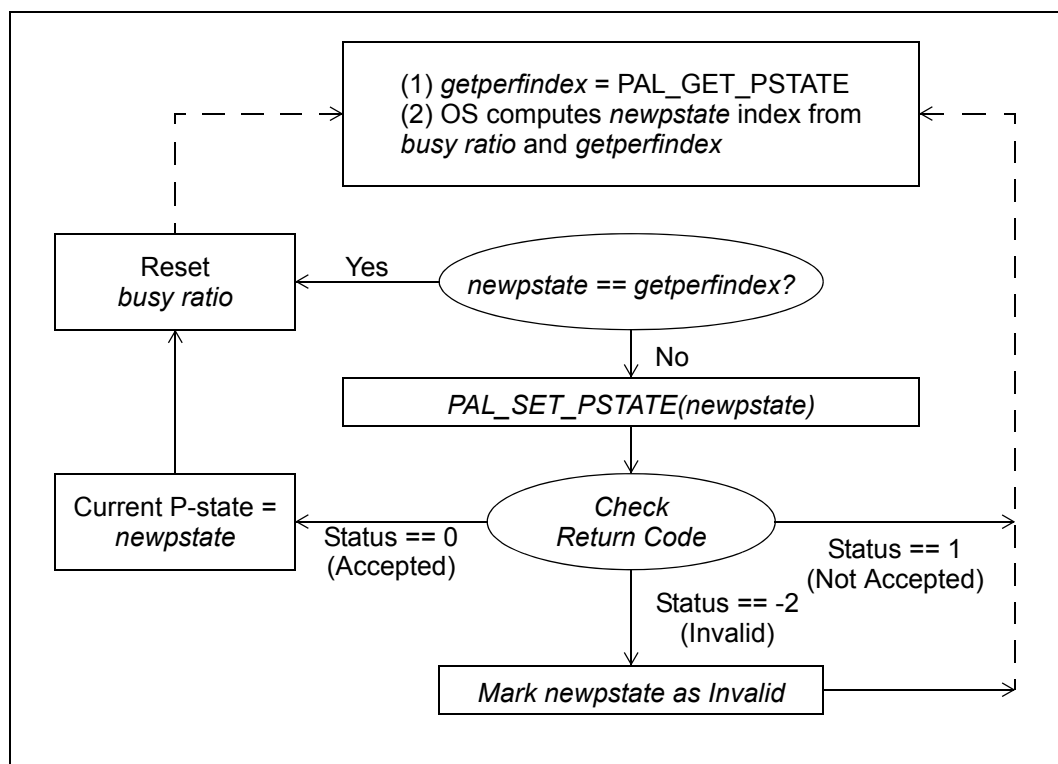 (1) getperfindex = PAL_GET_PSTATE
(2) OS computes newpstate index from
busy ratio and getperfindex
Reset
busy ratio
Yes
newpstate == getperfindex?
No
PAL_SET_PSTATE(newpstate)
Current P-state =
newpstate
Status == 0
(Accepted)
Check
Return Code
Status == 1
(Not Accepted)
Status == -2
(Invalid)
Mark newpstate as Invalid